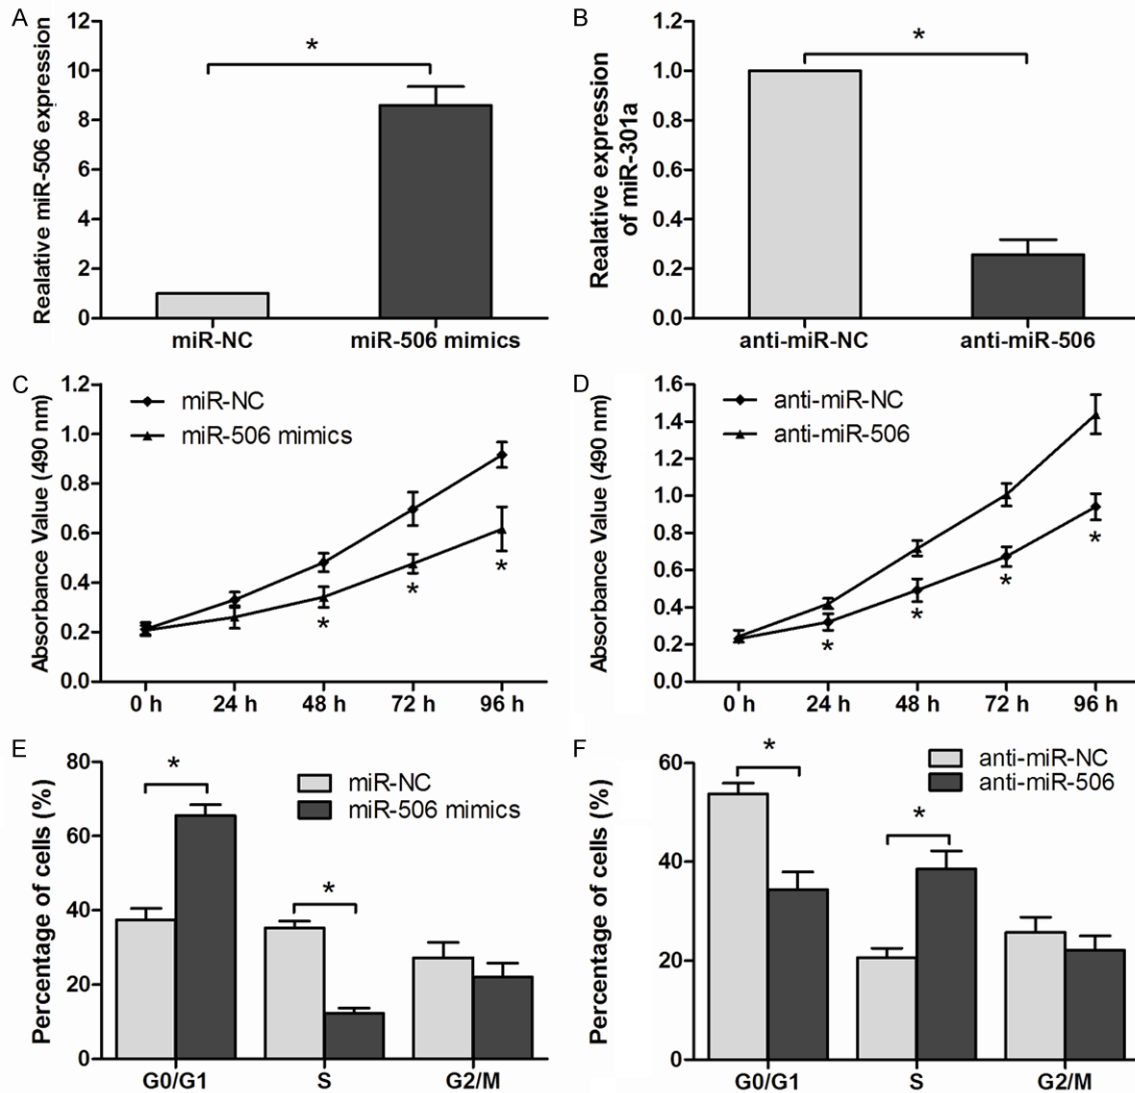 A
Realative miR-506 expression
12
10
8
6
4
2
0
*
miR-NC
miR-506 mimics
B
Realative expression
of miR-301a
1.2
1.0
0.8
0.6
0.4
0.2
0.0
*
anti-miR-NC
anti-miR-506
C
Absorbance Value (490 nm)
1.2
1.0
0.8
0.6
0.4
0.2
0.0
miR-NC
miR-506 mimics
*
*
*
0 h
24 h
48 h
72 h
96 h
D
Absorbance Value (490 nm)
1.6
1.4
1.2
1.0
0.8
0.6
0.4
0.2
0.0
anti-miR-NC
anti-miR-506
*
*
*
*
0 h
24 h
48 h
72 h
96 h
E
Percentage of cells (%)
80
60
40
20
0
miR-NC
miR-506 mimics
*
*
G0/G1
S
G2/M
F
Percentage of cells (%)
60
40
20
0
anti-miR-NC
anti-miR-506
*
*
G0/G1
S
G2/M